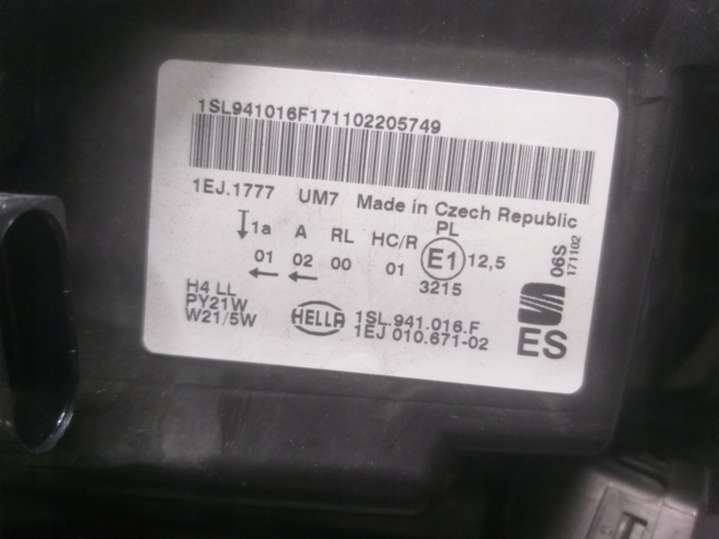 1SL941016F171102205749
1EJ.1777 UM7 Made in Czech Republic
1a A RL HC/R PL
01 02 00 01 E1 12,5
3215
06S
171102
H4 LL
PY21W
W21/5W
HELLA
1SL.941.016.F
1EJ 010.671-02
ES